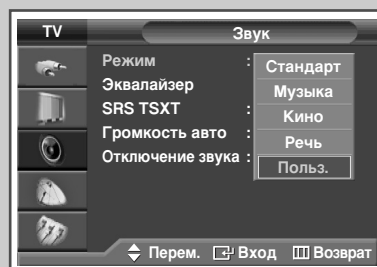 TV
Звук
Режим :
Эквалайзер
SRS TSXT :
Громкость авто :
Отключение звука :
Стандарт
Музыка
Кино
Речь
Польз.
Перем. Вход Возврат